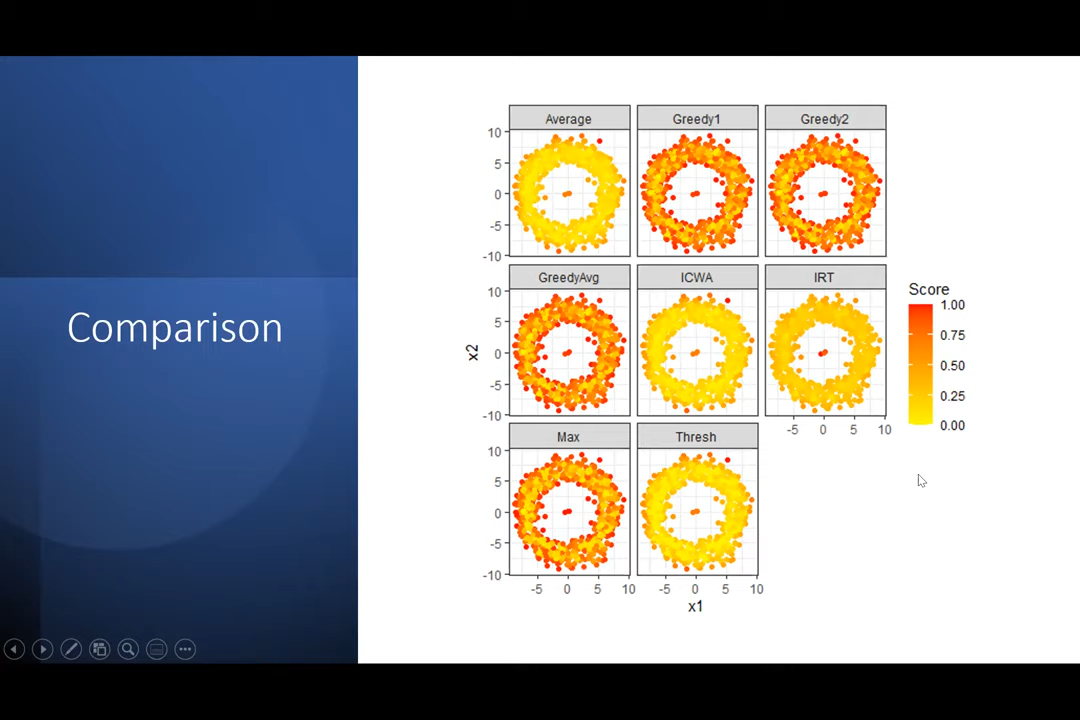 Comparison
Average Greedy1 Greedy2
10
5
0
-5
-10
GreedyAvg ICWA IRT
10
5
0
-5
-10
-5 0 5 10
Max Thresh
10
5
0
-5
-10
-5 0 5 10 -5 0 5 10
x2
x1
Score
1.00
0.75
0.50
0.25
0.00